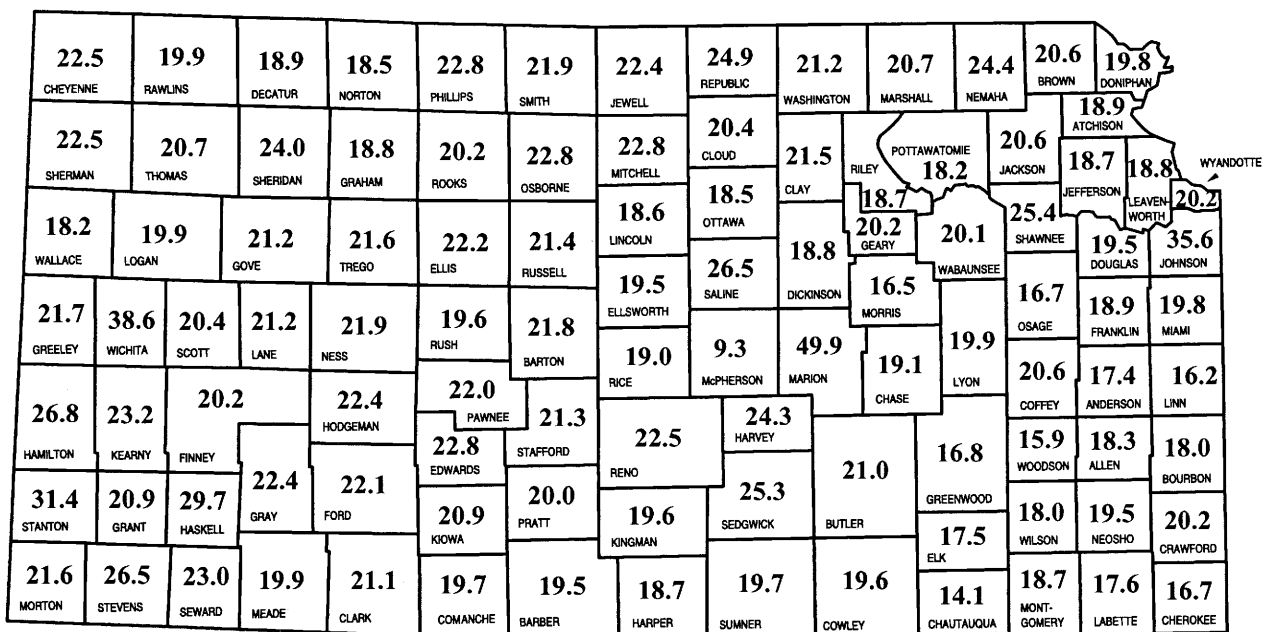 22.5 19.9 18.9 18.5 22.8 21.9 22.4 24.9 21.2 20.7 24.4 20.6 19.8
CHEYENNE RAWLINS DECATUR NORTON PHILLIPS SMITH JEWELL REPUBLIC WASHINGTON MARSHALL NEMAHA BROWN DONIPHAN
18.9
ATCHISON
22.5 20.7 24.0 18.8 20.2 22.8 22.8 20.4 21.5 RILEY POTTAWATOMIE 20.6 18.7 18.8 WYANDOTTE
SHERMAN THOMAS SHERIDAN GRAHAM ROOKS OSBORNE MITCHELL CLOUD CLAY 18.7 18.2 JACKSON JEFFERSON LEAVEN-
WORTH 20.2
18.2 19.9 21.2 21.6 22.2 21.4 18.6 18.5 18.8 20.2 20.1 25.4 19.5 35.6
WALLACE LOGAN GOVE TREGO ELLIS RUSSELL LINCOLN OTTAWA DICKINSON GEARY WABAUNSEE SHAWNEE DOUGLAS JOHNSON
19.5 26.5 16.5 16.7 18.9 19.8
ELLSWORTH SALINE MORRIS OSAGE FRANKLIN MIAMI
21.7 38.6 20.4 21.2 21.9 19.6 21.8 19.0 9.3 49.9 19.1 19.9 20.6 17.4 16.2
GREELEY WICHITA SCOTT LANE NESS RUSH BARTON RICE McPHERSON MARION CHASE LYON COFFEY ANDERSON LINN
26.8 23.2 20.2 22.4 22.0 21.3 22.5 24.3 21.0 16.8 15.9 18.3 18.0
HAMILTON KEARNY FINNEY HODGEMAN PAWNEE STAFFORD RENO HARVEY BUTLER GREENWOOD WOODSON ALLEN BOURBON
22.8
EDWARDS
31.4 20.9 29.7 22.4 22.1 20.9 20.0 19.6 25.3 17.5 18.0 19.5 20.2
STANTON GRANT HASKELL GRAY FORD KIOWA PRATT KINGMAN SEDGWICK ELK WILSON NEOSHO CRAWFORD
21.6 26.5 23.0 19.9 21.1 19.7 19.5 18.7 19.7 19.6 14.1 18.7 17.6 16.7
MORTON STEVENS SEWARD MEADE CLARK COMANCHE BARBER HARPER SUMNER COWLEY CHAUTAUQUA MONT-
GOMERY LABETTE CHEROKEE